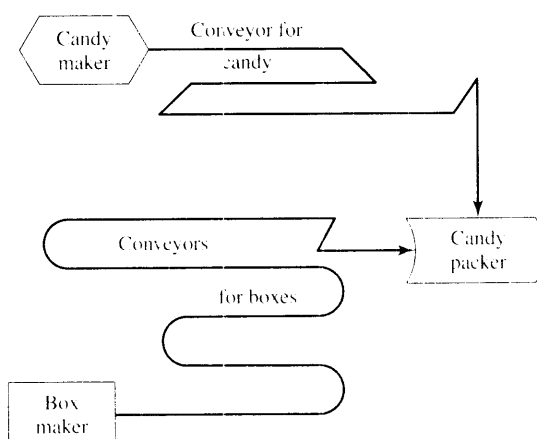 Candy
maker
Conveyor for
candy
Conveyors
for boxes
Candy
packer
Box
maker